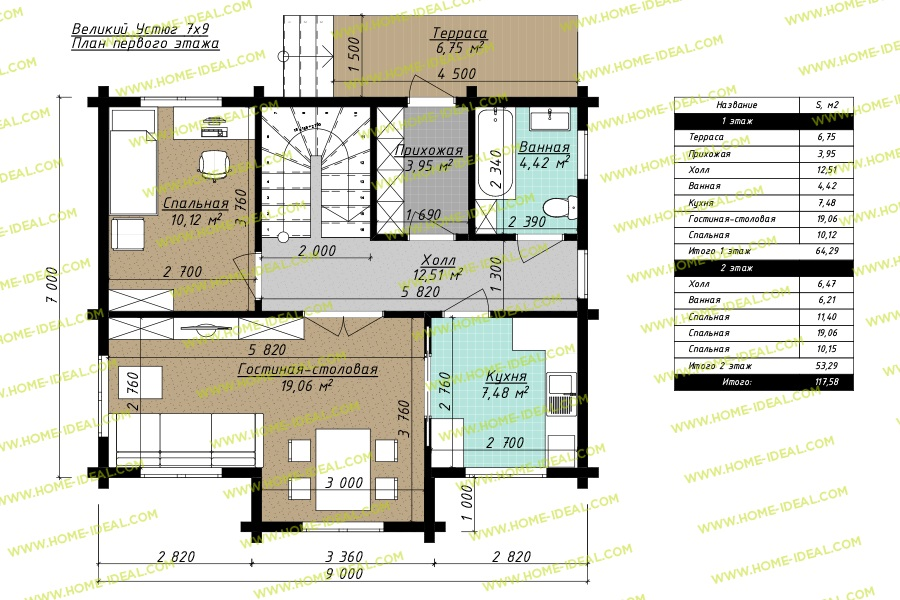 Великий Устюг 7х9
План первого этажа
Терраса
6,75 м²
1 500
4 500
Прихожая
3,95 м²
1 690
Ванная
4,42 м²
2 340
2 390
Спальная
10,12 м²
3 760
2 700
2 000
Холл
12,51 м²
5 820
1 300
7 000
5 820
Гостиная-столовая
19,06 м²
2 760
3 760
3 000
Кухня
7,48 м²
2 760
2 700
1 000
2 820
3 360
2 820
9 000
Название S, м2
1 этаж
Терраса 6,75
Прихожая 3,95
Холл 12,51
Ванная 4,42
Кухня 7,48
Гостиная-столовая 19,06
Спальная 10,12
Итого 1 этаж 64,29
2 этаж
Холл 6,47
Ванная 6,21
Спальная 11,40
Спальная 19,06
Спальная 10,15
Итого 2 этаж 53,29
Итого: 117,58
WWW.HOME-IDEAL.COM